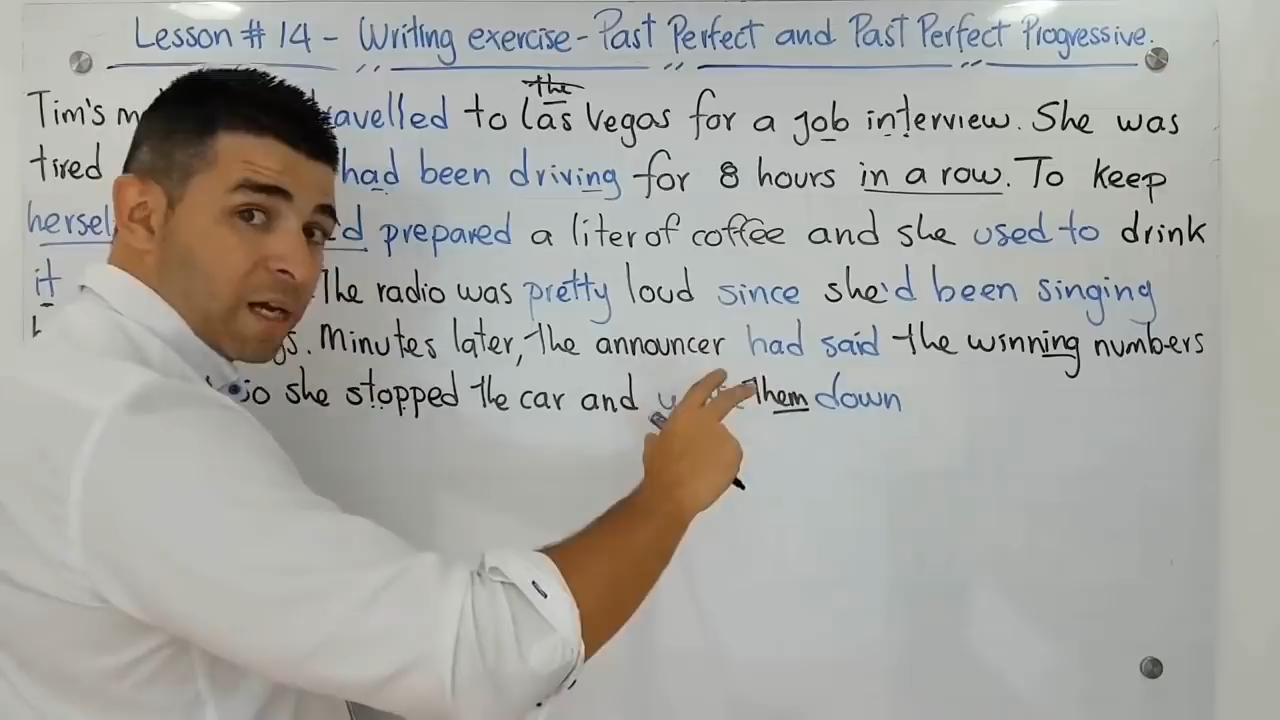 Lesson # 14 - Writing exercise - Past Perfect and Past Perfect Progressive.
the
Tim's to las Vegas for a job interview. She was
tired had been driving for 8 hours in a row. To keep
prepared a liter of coffee and she used to drink
it The radio was pretty loud since she'd been singing
Minutes later, the announcer had said the winning numbers
so she stopped the car and them down